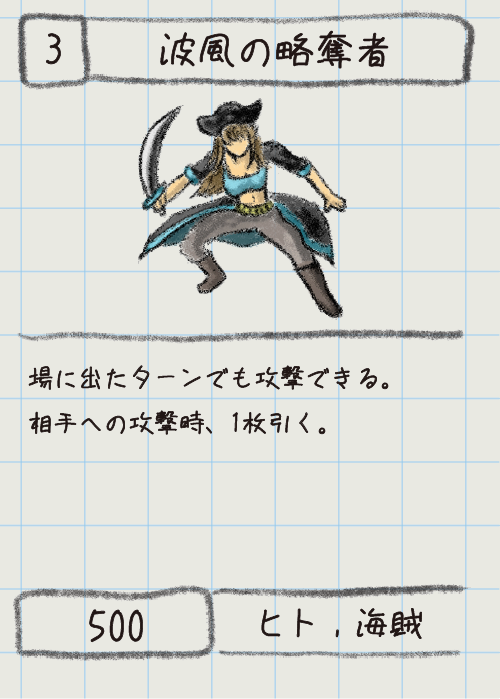 3
波風の略奪者
場に出たターンでも攻撃できる。
相手への攻撃時、1枚引く。
500
ヒト , 海賊